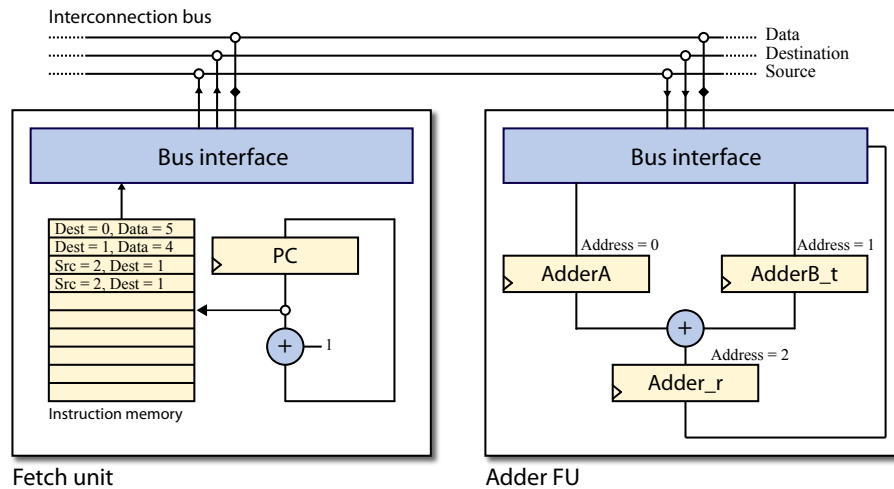 Interconnection bus
Data
Destination
Source
Bus interface
Dest = 0, Data = 5
Dest = 1, Data = 4
Src = 2, Dest = 1
Src = 2, Dest = 1
PC
+
1
Instruction memory
Fetch unit
Bus interface
Address = 0
Address = 1
AdderA
AdderB_t
+
Address = 2
Adder_r
Adder FU